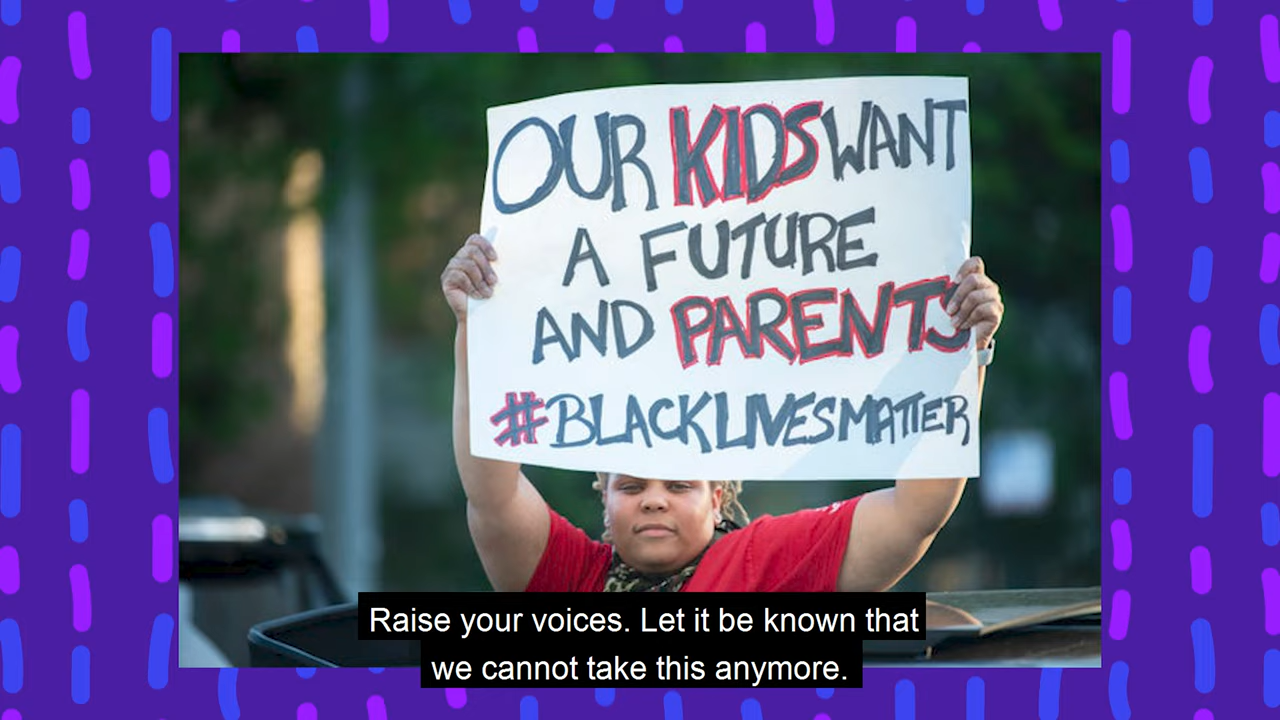 OUR KIDS WANT
A FUTURE
AND PARENTS
#BLACKLIVESMATTER
Raise your voices. Let it be known that
we cannot take this anymore.